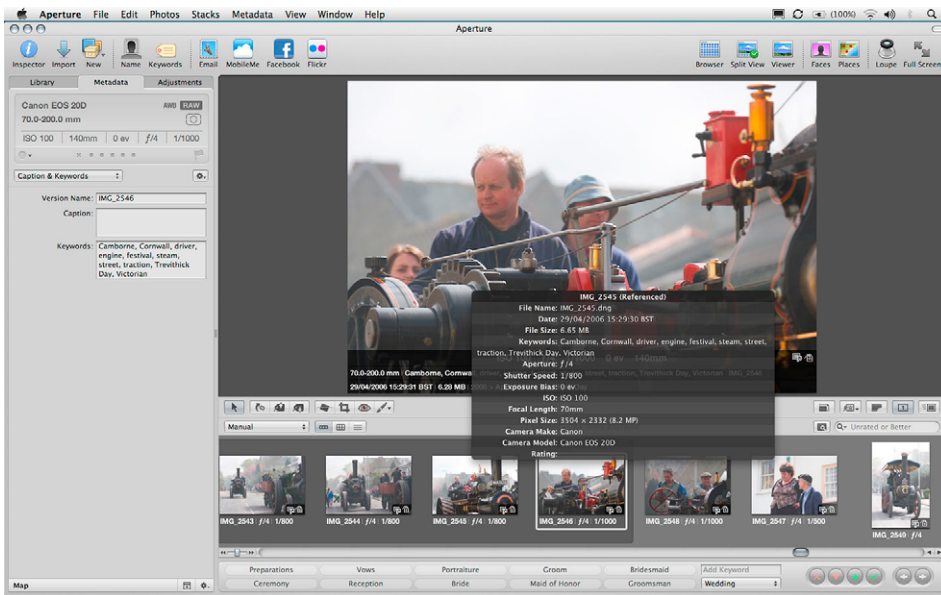 Aperture File Edit Photos Stacks Metadata View Window Help
(100%)
Aperture
Inspector Import New Name Keywords Email MobileMe Facebook Flickr
Browser Split View Viewer Faces Places Loupe Full Screen
Library Metadata Adjustments
Canon EOS 20D AWB RAW
70.0-200.0 mm
ISO 100 140mm 0 ev ƒ/4 1/1000
Caption & Keywords
Version Name: IMG_2546
Caption:
Keywords: Camborne, Cornwall, driver,
engine, festival, steam,
street, traction, Trevithick
Day, Victorian
IMG_2545 (Referenced)
File Name: IMG_2545.dng
Date: 29/04/2006 15:29:30 BST
File Size: 6.65 MB
Keywords: Camborne, Cornwall, driver, engine, festival, steam, street,
traction, Trevithick Day, Victorian
Aperture: ƒ/4
Shutter Speed: 1/800
Exposure Bias: 0 ev
ISO: ISO 100
Focal Length: 70mm
Pixel Size: 3504 × 2332 (8.2 MP)
Camera Make: Canon
Camera Model: Canon EOS 20D
Rating:
70.0-200.0 mm Camborne, Cornwall, driver, street, traction, Trevithick Day, Victorian IMG_2546
29/04/2006 15:29:31 BST 6.28 MB
Manual
Unrated or Better
IMG_2543 ƒ/4 1/800
IMG_2544 ƒ/4 1/800
IMG_2545 ƒ/4 1/800
IMG_2546 ƒ/4 1/1000
IMG_2548 ƒ/4 1/1000
IMG_2547 ƒ/4 1/500
IMG_2549 ƒ/4
Preparations Vows Portraiture Groom Bridesmaid Add Keyword
Ceremony Reception Bride Maid of Honor Groomsman Wedding
Map